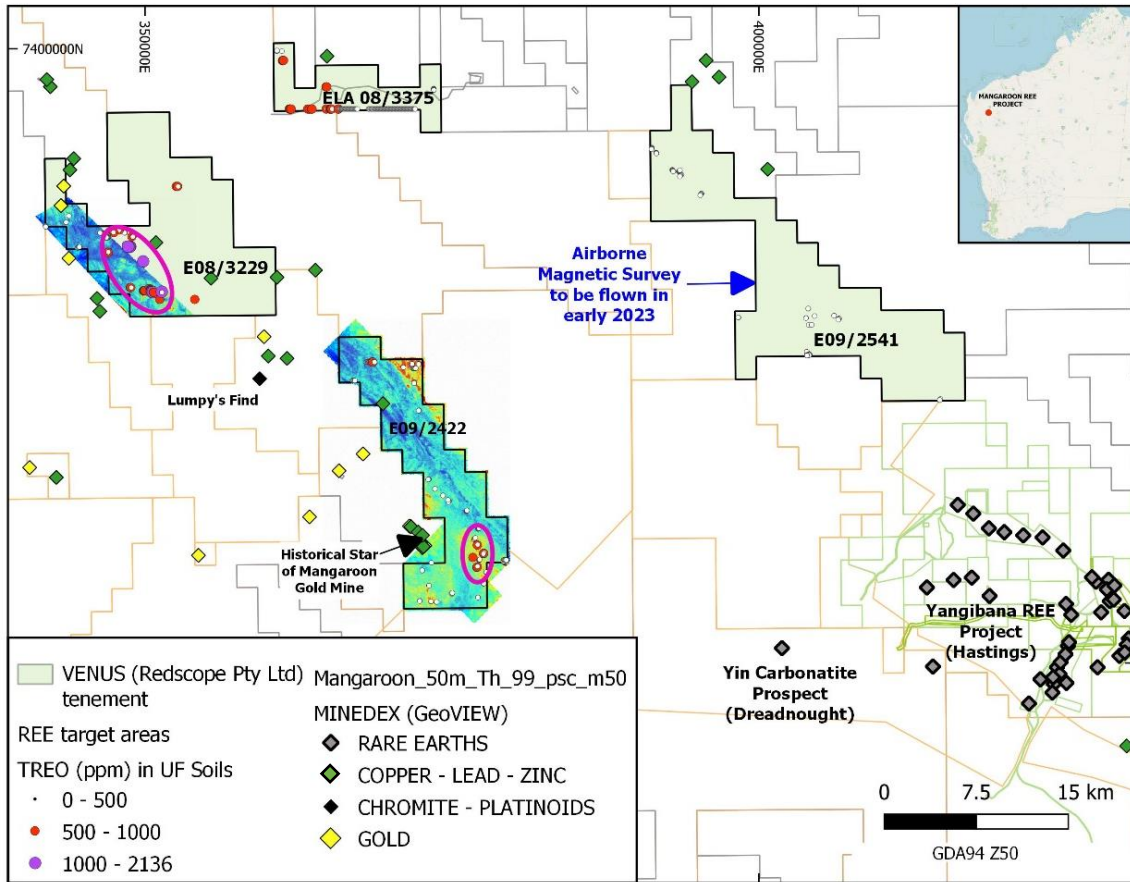 7400000N
350000E
400000E
MANGAROON REE
PROJECT
ELA 08/3375
E08/3229
Airborne
Magnetic Survey
to be flown in
early 2023
E09/2541
Lumpy's Find
E09/2422
Historical Star
of Mangaroon
Gold Mine
Yangibana REE
Project
(Hastings)
Yin Carbonatite
Prospect
(Dreadnought)
VENUS (Redscope Pty Ltd)
tenement
REE target areas
TREO (ppm) in UF Soils
0 - 500
500 - 1000
1000 - 2136
Mangaroon_50m_Th_99_psc_m50
MINEDEX (GeoVIEW)
RARE EARTHS
COPPER - LEAD - ZINC
CHROMITE - PLATINOIDS
GOLD
0 7.5 15 km
GDA94 Z50